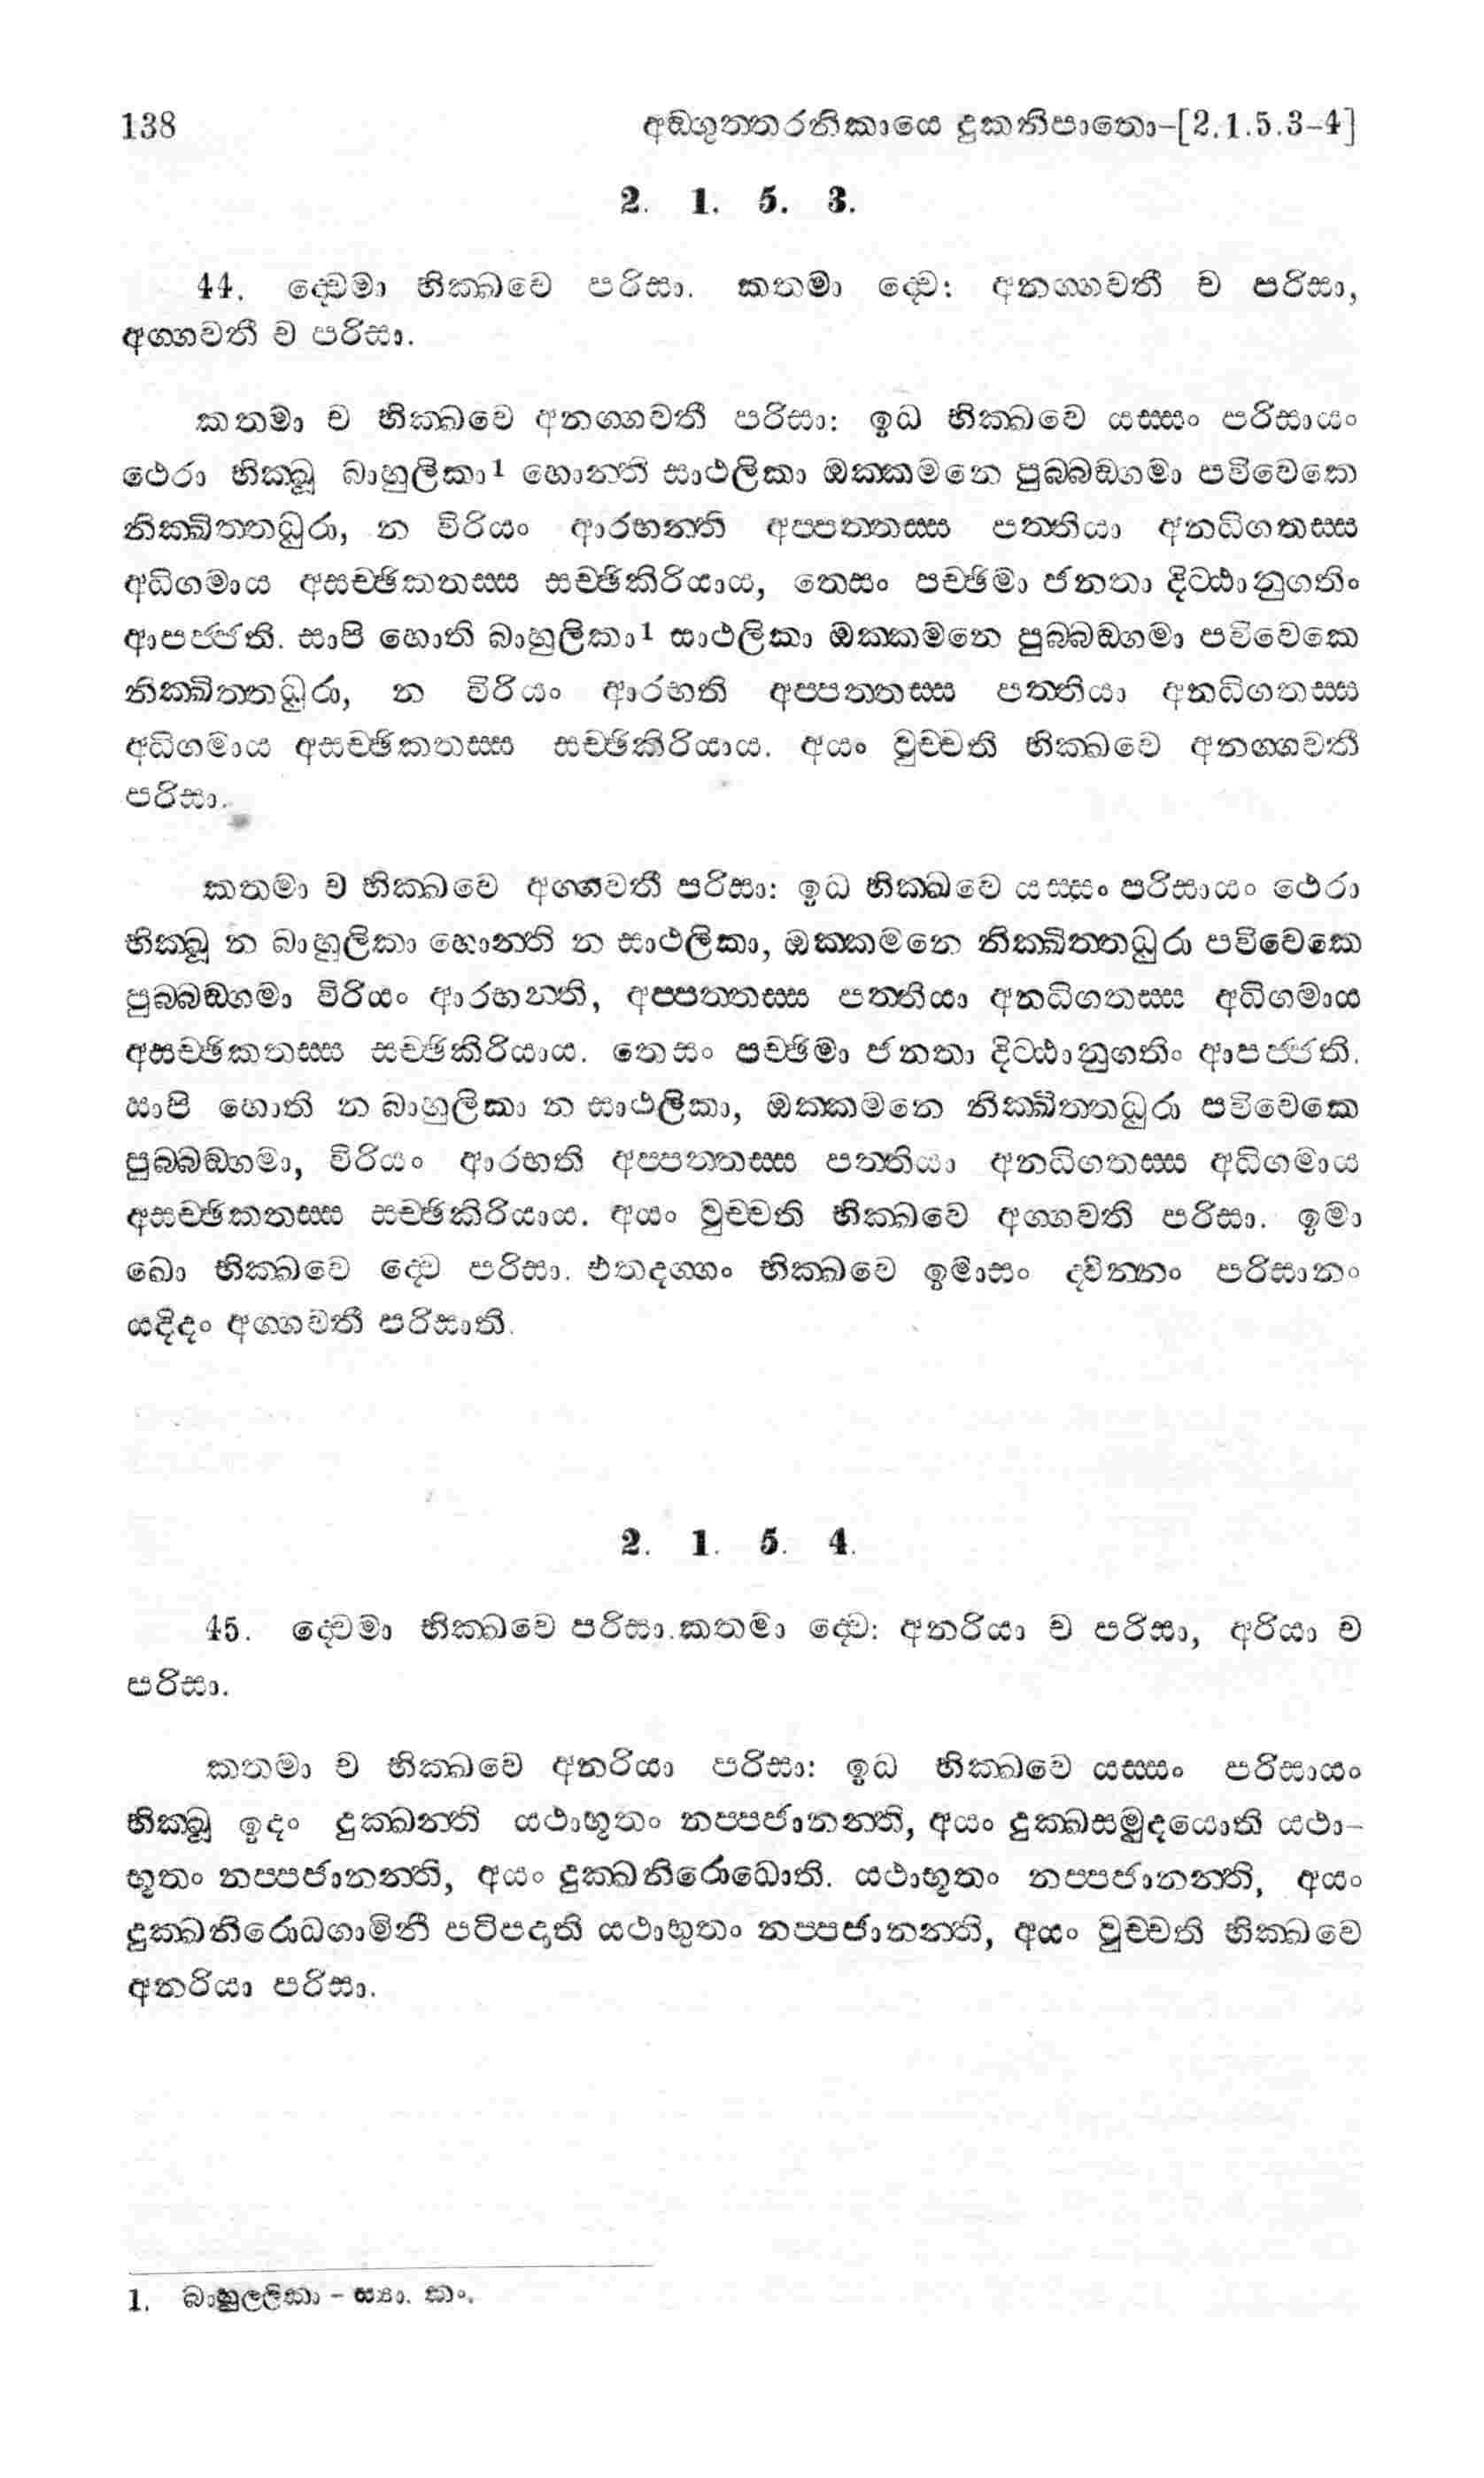 138 අඞ්ගුත්තරනිකායෙ දුකනිපාතො-[2.1.5.3-4]
2. 1. 5. 3.
44. ද්වෙමා භික්ඛවෙ පරිසා. කතමා ද්වෙ: අනග්ගවතී ච පරිසා,
අග්ගවතී ච පරිසා.
කතමා ච භික්ඛවෙ අනග්ගවතී පරිසා: ඉධ භික්ඛවෙ යස්සං පරිසායං
ථෙරා භික්ඛූ බාහුලිකා1 හොන්ති සාථලිකා ඔක්කමනෙ පුබ්බඞ්ගමා පවිවෙකෙ
නික්ඛිත්තධුරා, න විරියං ආරභන්ති අප්පත්තස්ස පත්තියා අනධිගතස්ස
අධිගමාය අසච්ඡිකතස්ස සච්ඡිකිරියාය, තෙසං පච්ඡිමා ජනතා දිට්ඨානුගතිං
ආපජ්ජති. සාපි හොති බාහුලිකා1 සාථලිකා ඔක්කමනෙ පුබ්බඞ්ගමා පවිවෙකෙ
නික්ඛිත්තධුරා, න විරියං ආරභති අප්පත්තස්ස පත්තියා අනධිගතස්ස
අධිගමාය අසච්ඡිකතස්ස සච්ඡිකිරියාය. අයං වුච්චති භික්ඛවෙ අනග්ගවතී
පරිසා.
කතමා ච භික්ඛවෙ අග්ගවතී පරිසා: ඉධ භික්ඛවෙ යස්සං පරිසායං ථෙරා
භික්ඛූ න බාහුලිකා හොන්ති න සාථලිකා, ඔක්කමනෙ නික්ඛිත්තධුරා පවිවෙකෙ
පුබ්බඞ්ගමා විරියං ආරභන්ති, අප්පත්තස්ස පත්තියා අනධිගතස්ස අධිගමාය
අසච්ඡිකතස්ස සච්ඡිකිරියාය. තෙසං පච්ඡිමා ජනතා දිට්ඨානුගතිං ආපජ්ජති.
සාපි හොති න බාහුලිකා න සාථලිකා, ඔක්කමනෙ නික්ඛිත්තධුරා පවිවෙකෙ
පුබ්බඞ්ගමා, විරියං ආරභති අප්පත්තස්ස පත්තියා අනධිගතස්ස අධිගමාය
අසච්ඡිකතස්ස සච්ඡිකිරියාය. අයං වුච්චති භික්ඛවෙ අග්ගවති පරිසා. ඉමා
ඛො භික්ඛවෙ ද්වෙ පරිසා. එතදග්ගං භික්ඛවෙ ඉමාසං ද්වින්නං පරිසානං
යදිදං අග්ගවතී පරිසාති.
2. 1. 5. 4.
45. ද්වෙමා භික්ඛවෙ පරිසා.කතමා ද්වෙ: අනරියා ච පරිසා, අරියා ච
පරිසා.
කතමා ච භික්ඛවෙ අනරියා පරිසා: ඉධ භික්ඛවෙ යස්සං පරිසායං
භික්ඛූ ඉදං දුක්ඛන්ති යථාභූතං නප්පජානන්ති, අයං දුක්ඛසමුදයොති යථා-
භූතං නප්පජානන්ති, අයං දුක්ඛනිරොධොති. යථාභූතං නප්පජානන්ති, අයං
දුක්ඛනිරොධගාමිනී පටිපදාති යථාභූතං නප්පජානන්ති, අයං වුච්චති භික්ඛවෙ
අනරියා පරිසා.
1. බාහුල්ලිකා - ස්‍යා. කං.